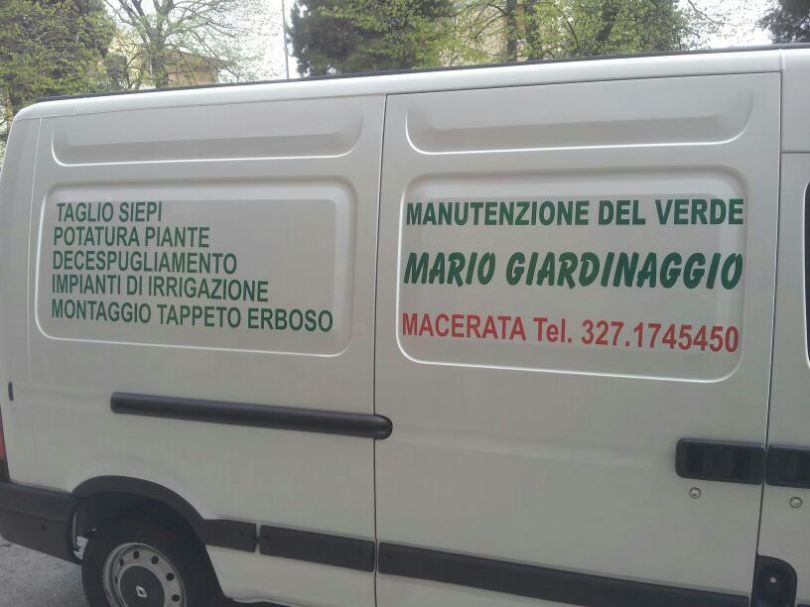 TAGLIO SIEPI
POTATURA PIANTE
DECESPUGLIAMENTO
IMPIANTI DI IRRIGAZIONE
MONTAGGIO TAPPETO ERBOSO
MANUTENZIONE DEL VERDE
MARIO GIARDINAGGIO
MACERATA Tel. 327.1745450